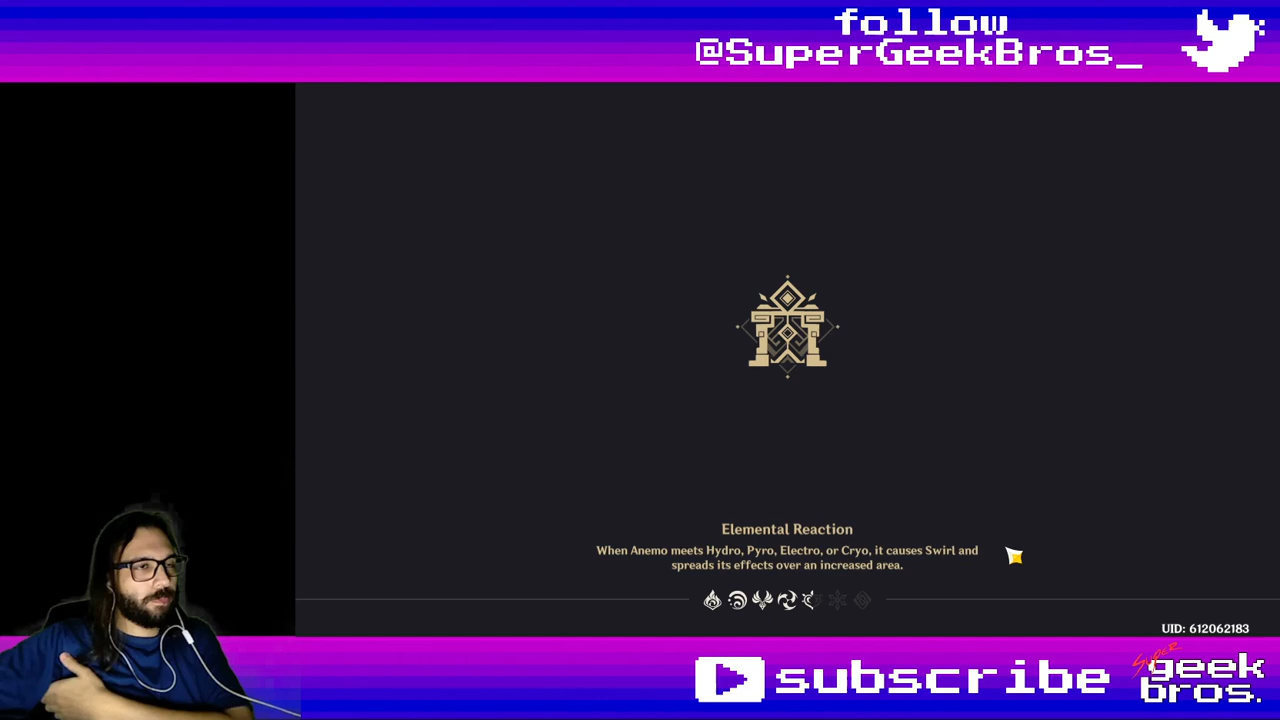 follow
@SuperGeekBros_
Elemental Reaction
When Anemo meets Hydro, Pyro, Electro, or Cryo, it causes Swirl and
spreads its effects over an increased area.
UID: 612062183
subscribe
SUPER
geek
bros.